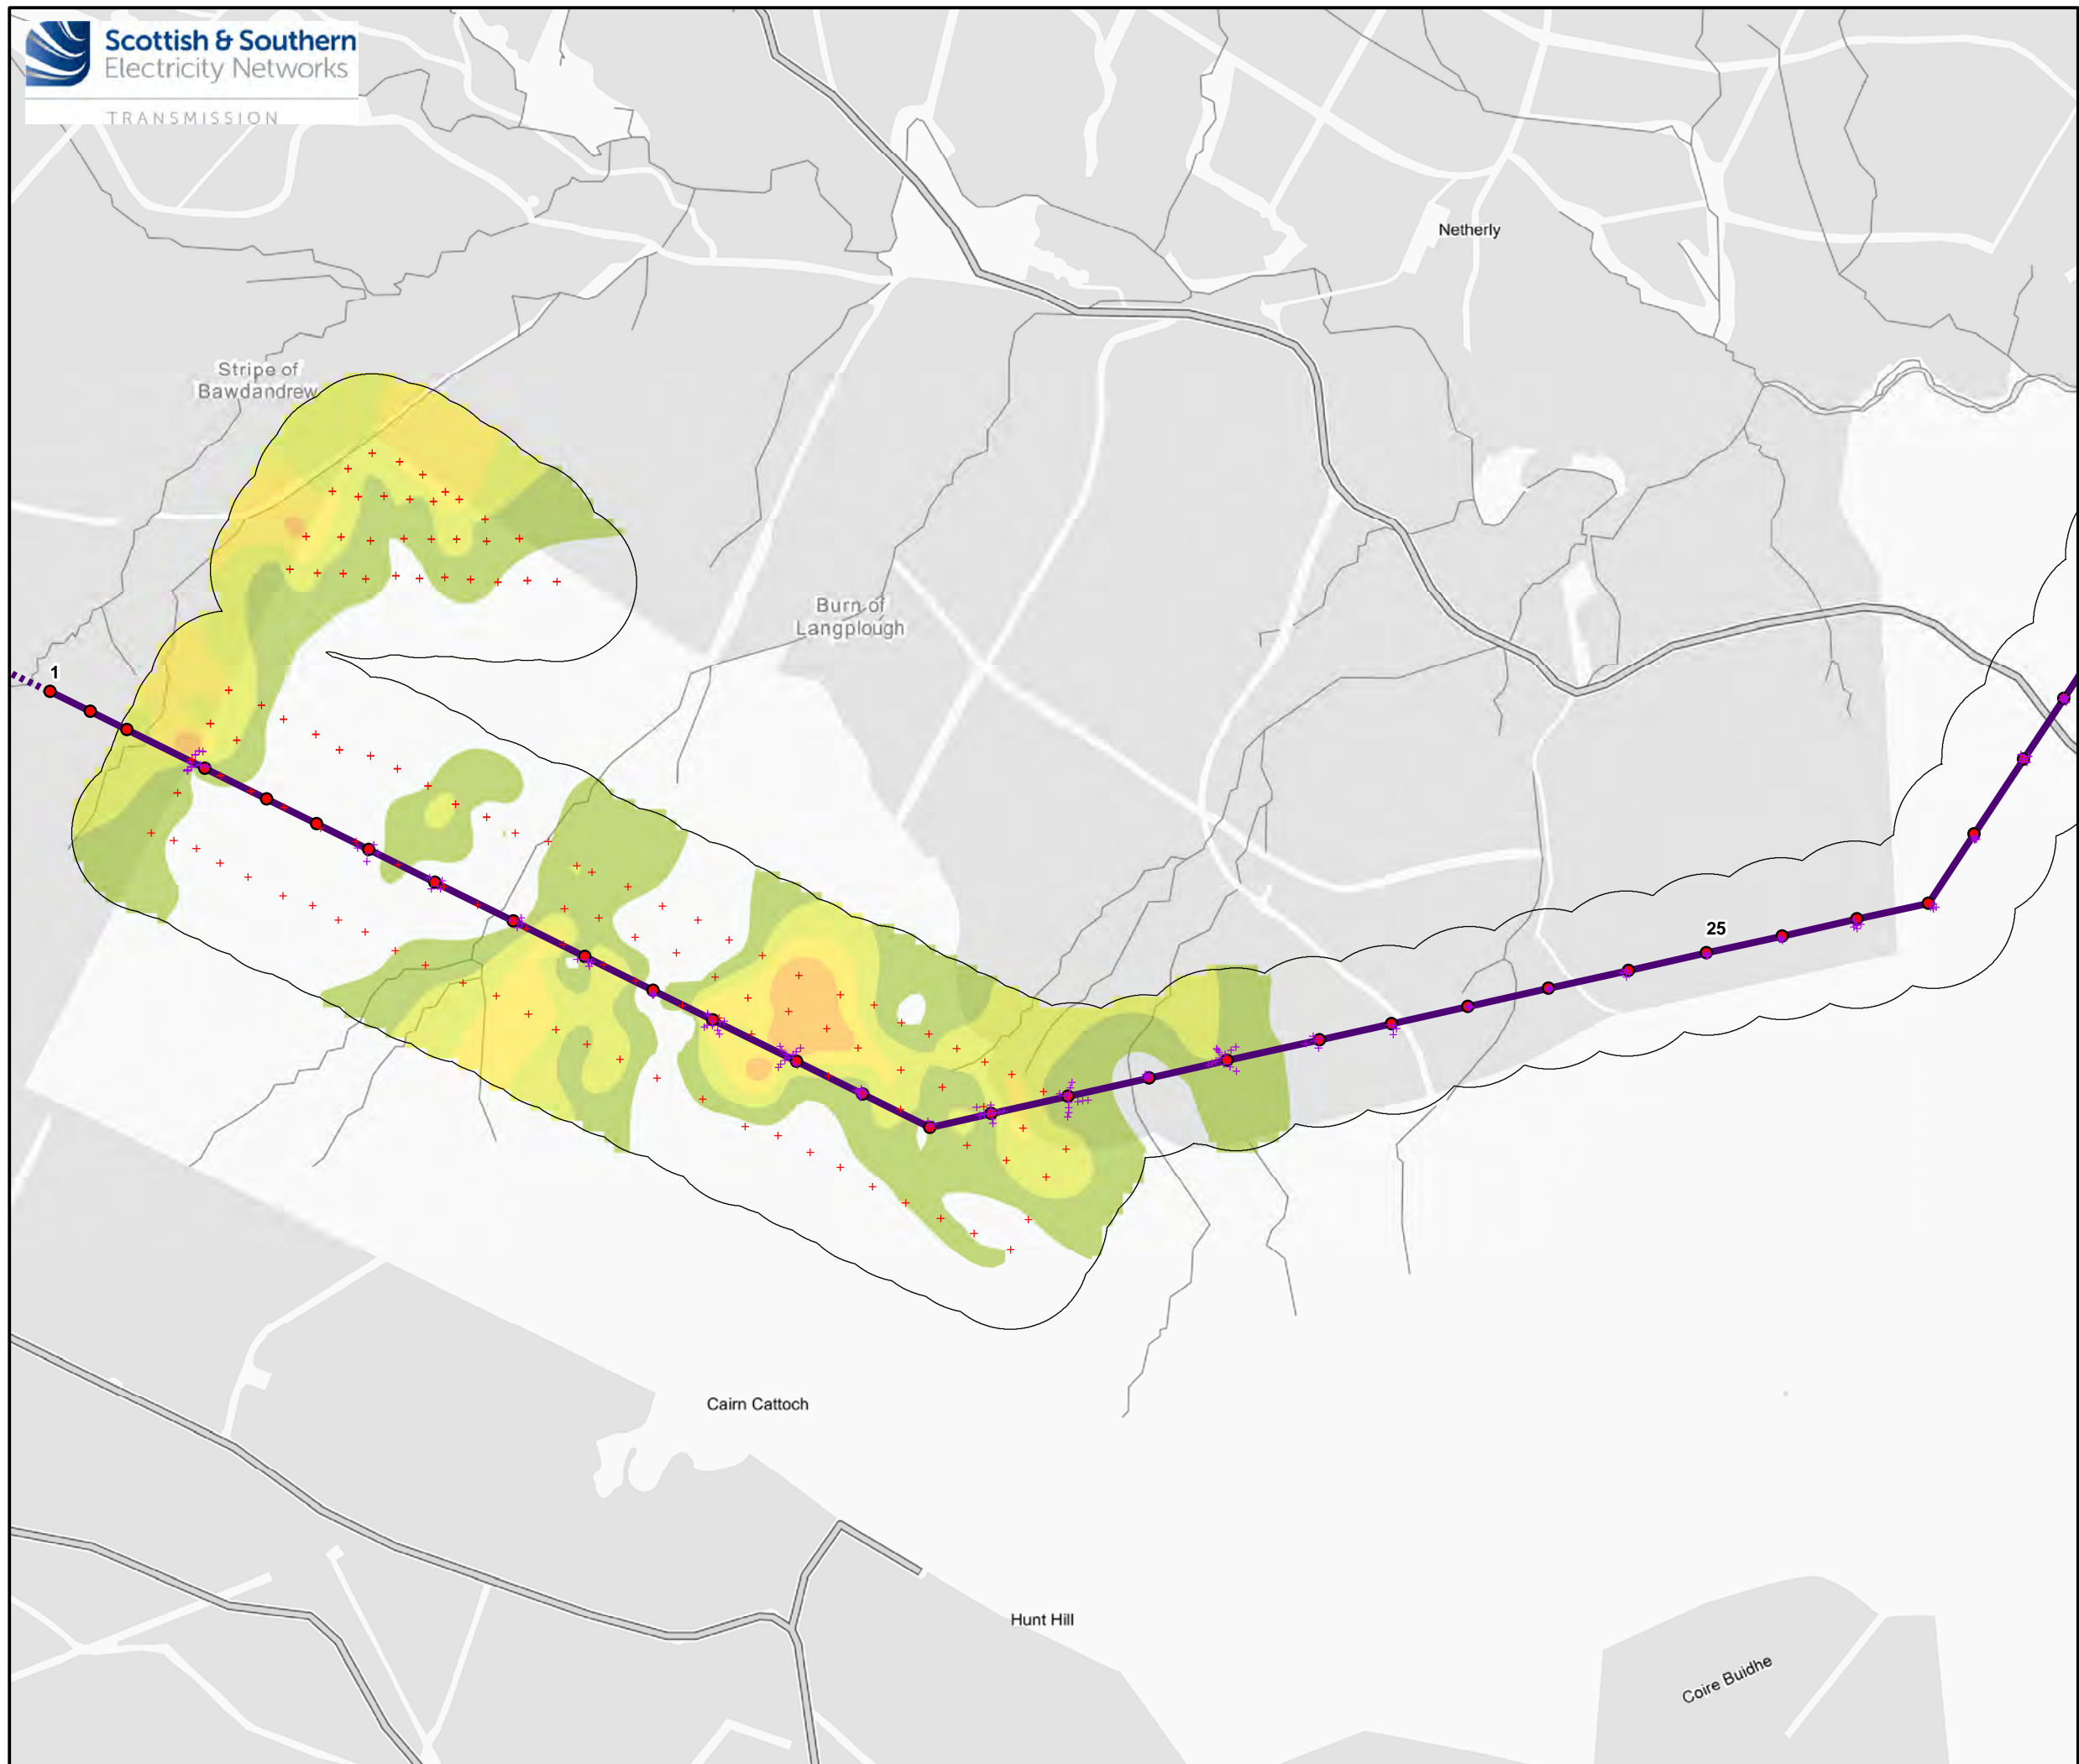 Scottish & Southern
Electricity Networks
TRANSMISSION
Netherly
Stripe of
Bawdandrew
Burn of
Langplough
1
25
Cairn Cattoch
Hunt Hill
Coire Buidhe